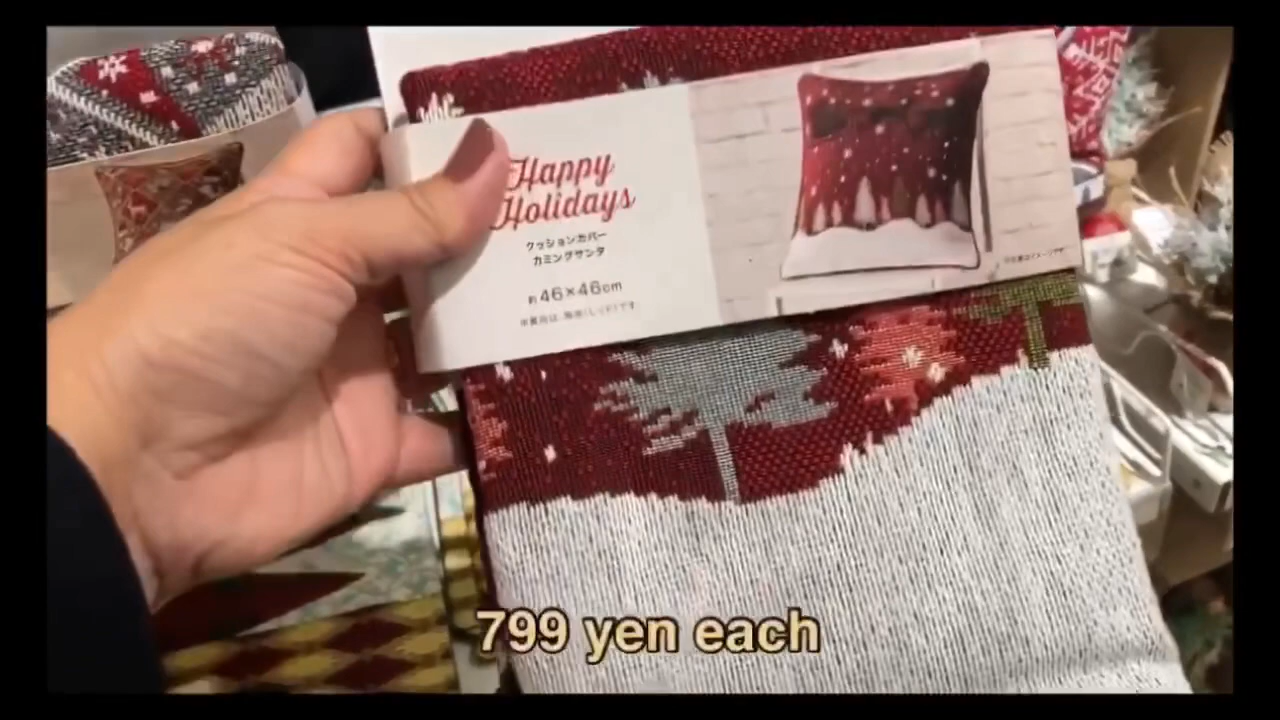 Happy
Holidays
クッションカバー
カミングサンタ
約46×46cm
799 yen each